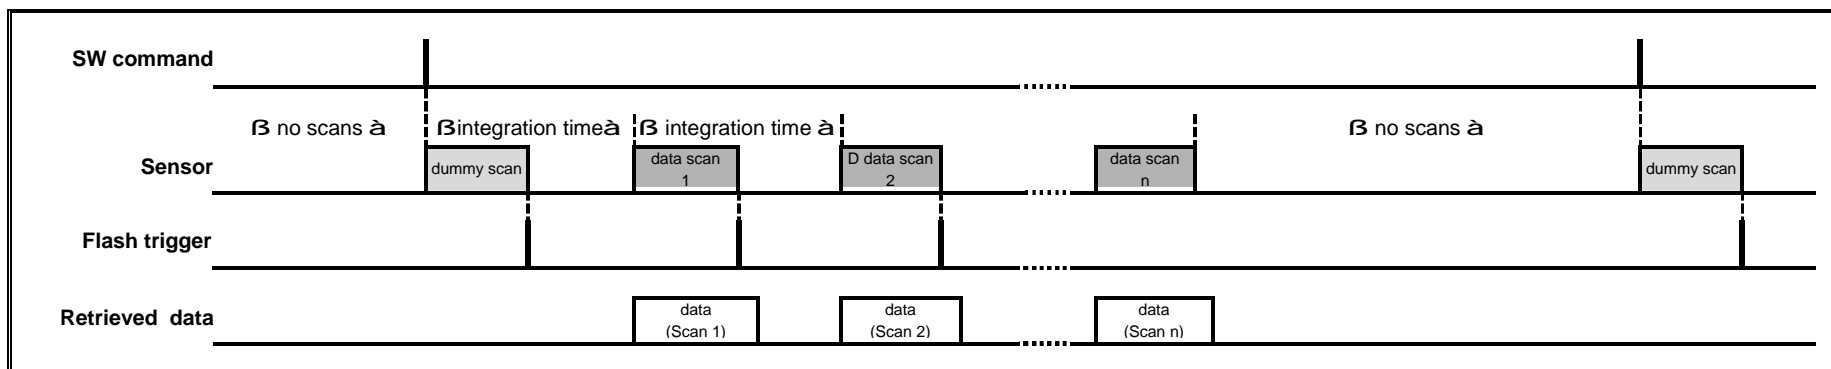 SW command
ß no scans à
ßintegration timeà
ß integration time à
ß no scans à
Sensor
dummy scan
data scan
1
D data scan
2
data scan
n
dummy scan
Flash trigger
Retrieved data
data
(Scan 1)
data
(Scan 2)
data
(Scan n)